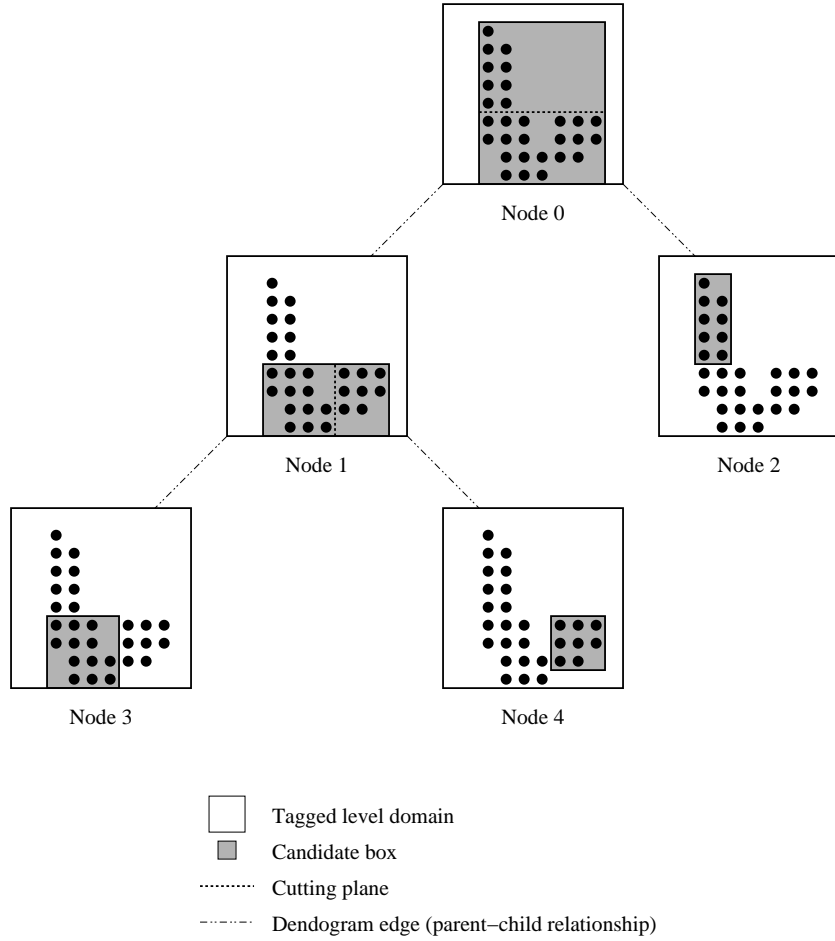 Node 0
Node 1
Node 2
Node 3
Node 4
Tagged level domain
Candidate box
Cutting plane
Dendogram edge (parent−child relationship)